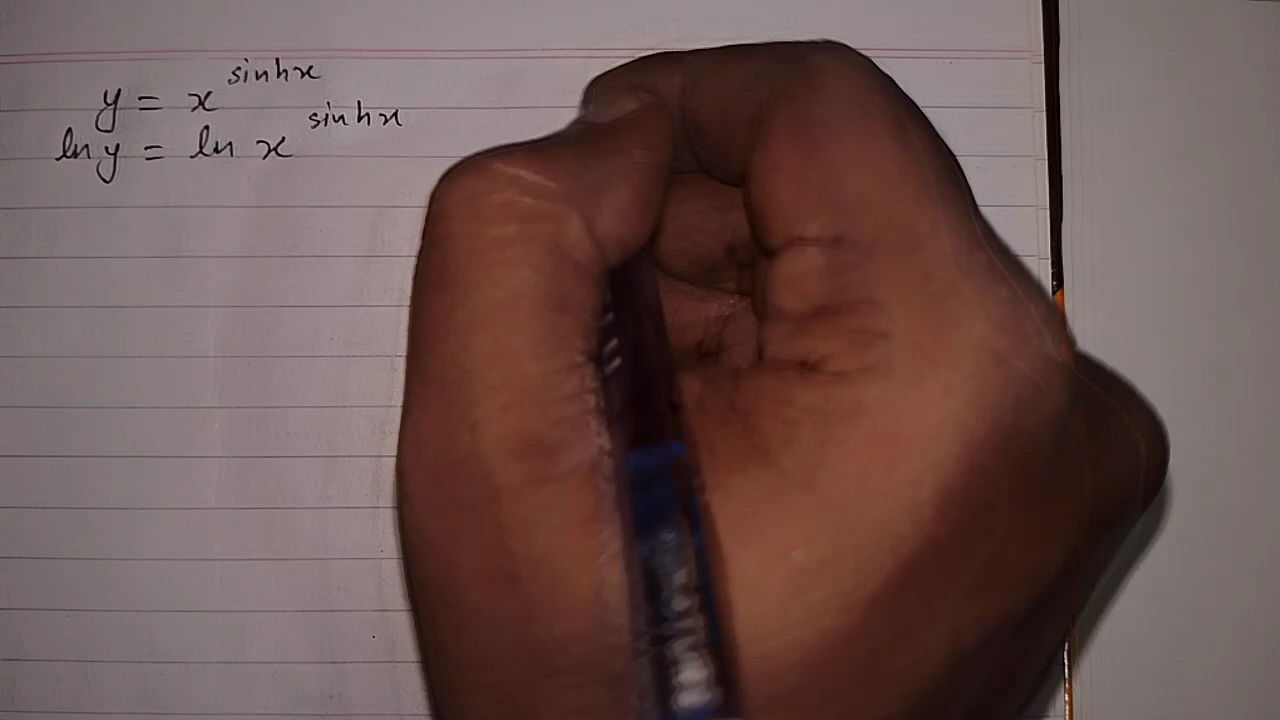 y = x^sinhx
ln y = ln x^sinhx